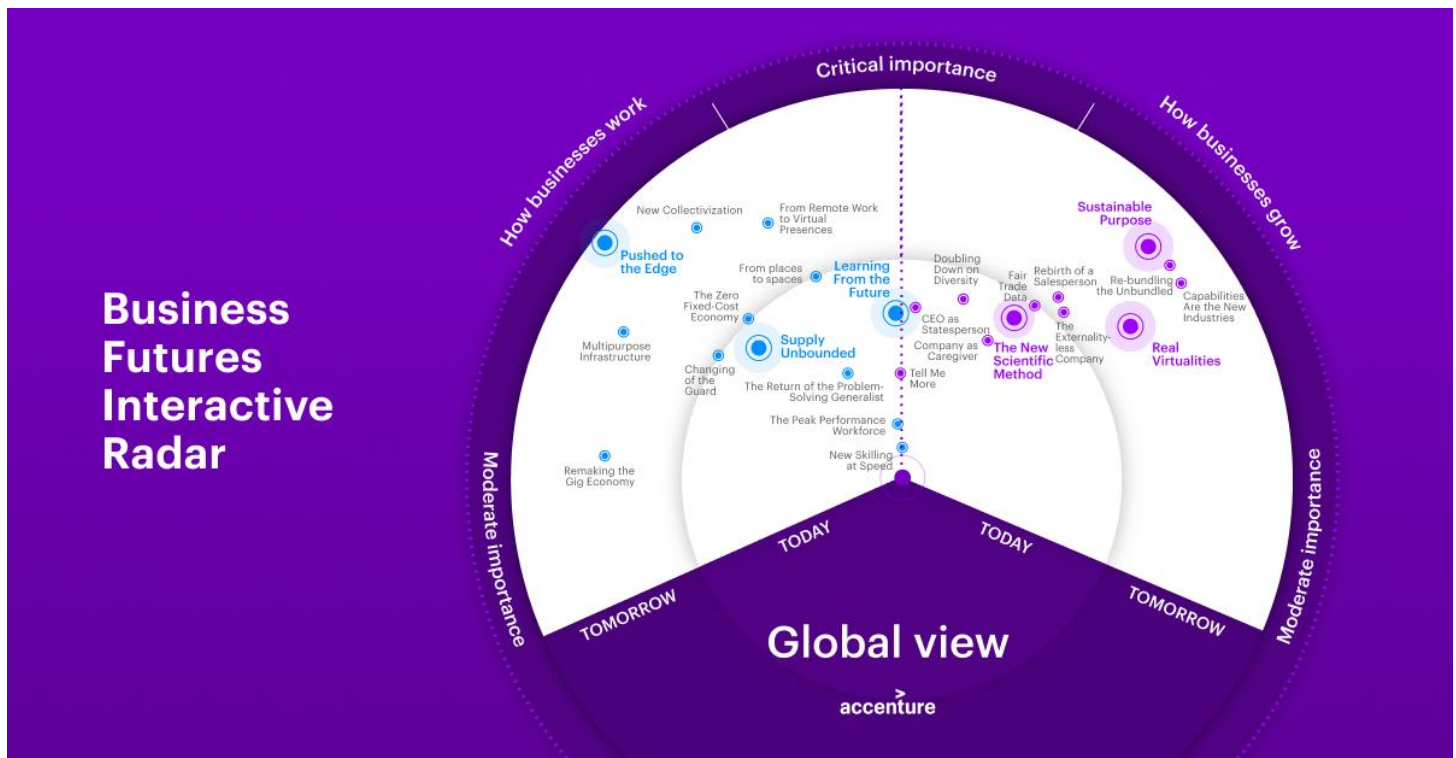 Business
Futures
Interactive
Radar
Critical importance
How businesses work
How businesses grow
Moderate importance
Moderate importance
New Collectivization
From Remote Work
to Virtual
Presences
Pushed to
the Edge
From places
to spaces
Learning
From the
Future
The Zero
Fixed-Cost
Economy
Supply
Unbounded
Multipurpose
Infrastructure
Changing
of the
Guard
The Return of the Problem-
Solving Generalist
The Peak Performance
Workforce
New Skilling
at Speed
Remaking the
Gig Economy
Doubling
Down on
Diversity
Fair
Trade
Data
Rebirth of a
Salesperson
Sustainable
Purpose
Re-bundling
the Unbundled
Capabilities
Are the New
Industries
CEO as
Statesperson
Company as
Caregiver
The
Externality-
less
Company
The New
Scientific
Method
Real
Virtualities
Tell Me
More
TODAY
TODAY
TOMORROW
TOMORROW
Global view
accenture